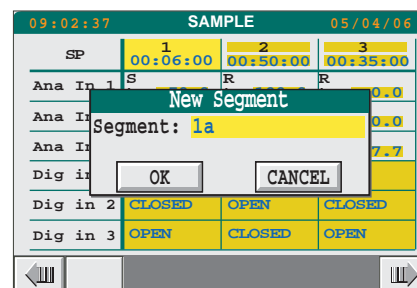 09:02:37 SAMPLE 05/04/06
SP 1 2 3
00:06:00 00:50:00 00:35:00
Ana In 1 S R R
0.0
New Segment
Ana In
0.0
Segment: 1a
Ana In
7.7
Dig in
OK CANCEL
Dig in 2 CLOSED OPEN CLOSED
Dig in 3 OPEN CLOSED OPEN